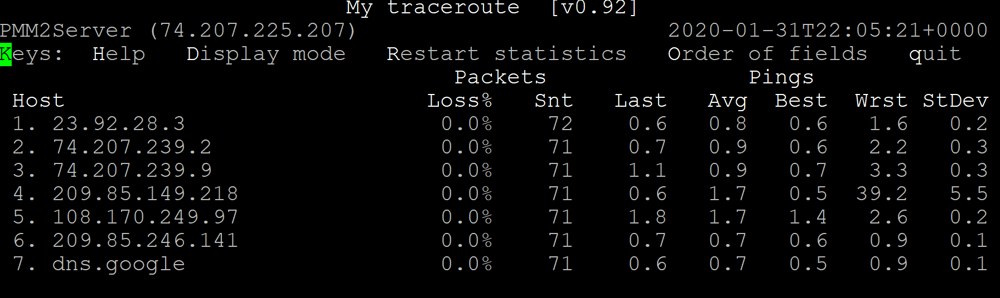 My traceroute  [v0.92]
PMM2Server (74.207.225.207) 2020-01-31T22:05:21+0000
Keys:  Help   Display mode   Restart statistics   Order of fields   quit
Packets Pings
Host Loss% Snt Last Avg Best Wrst StDev
1. 23.92.28.3 0.0% 72 0.6 0.8 0.6 1.6 0.2
2. 74.207.239.2 0.0% 71 0.7 0.9 0.6 2.2 0.3
3. 74.207.239.9 0.0% 71 1.1 0.9 0.7 3.3 0.3
4. 209.85.149.218 0.0% 71 0.6 1.7 0.5 39.2 5.5
5. 108.170.249.97 0.0% 71 1.8 1.7 1.4 2.6 0.2
6. 209.85.246.141 0.0% 71 0.7 0.7 0.6 0.9 0.1
7. dns.google 0.0% 71 0.6 0.7 0.5 0.9 0.1